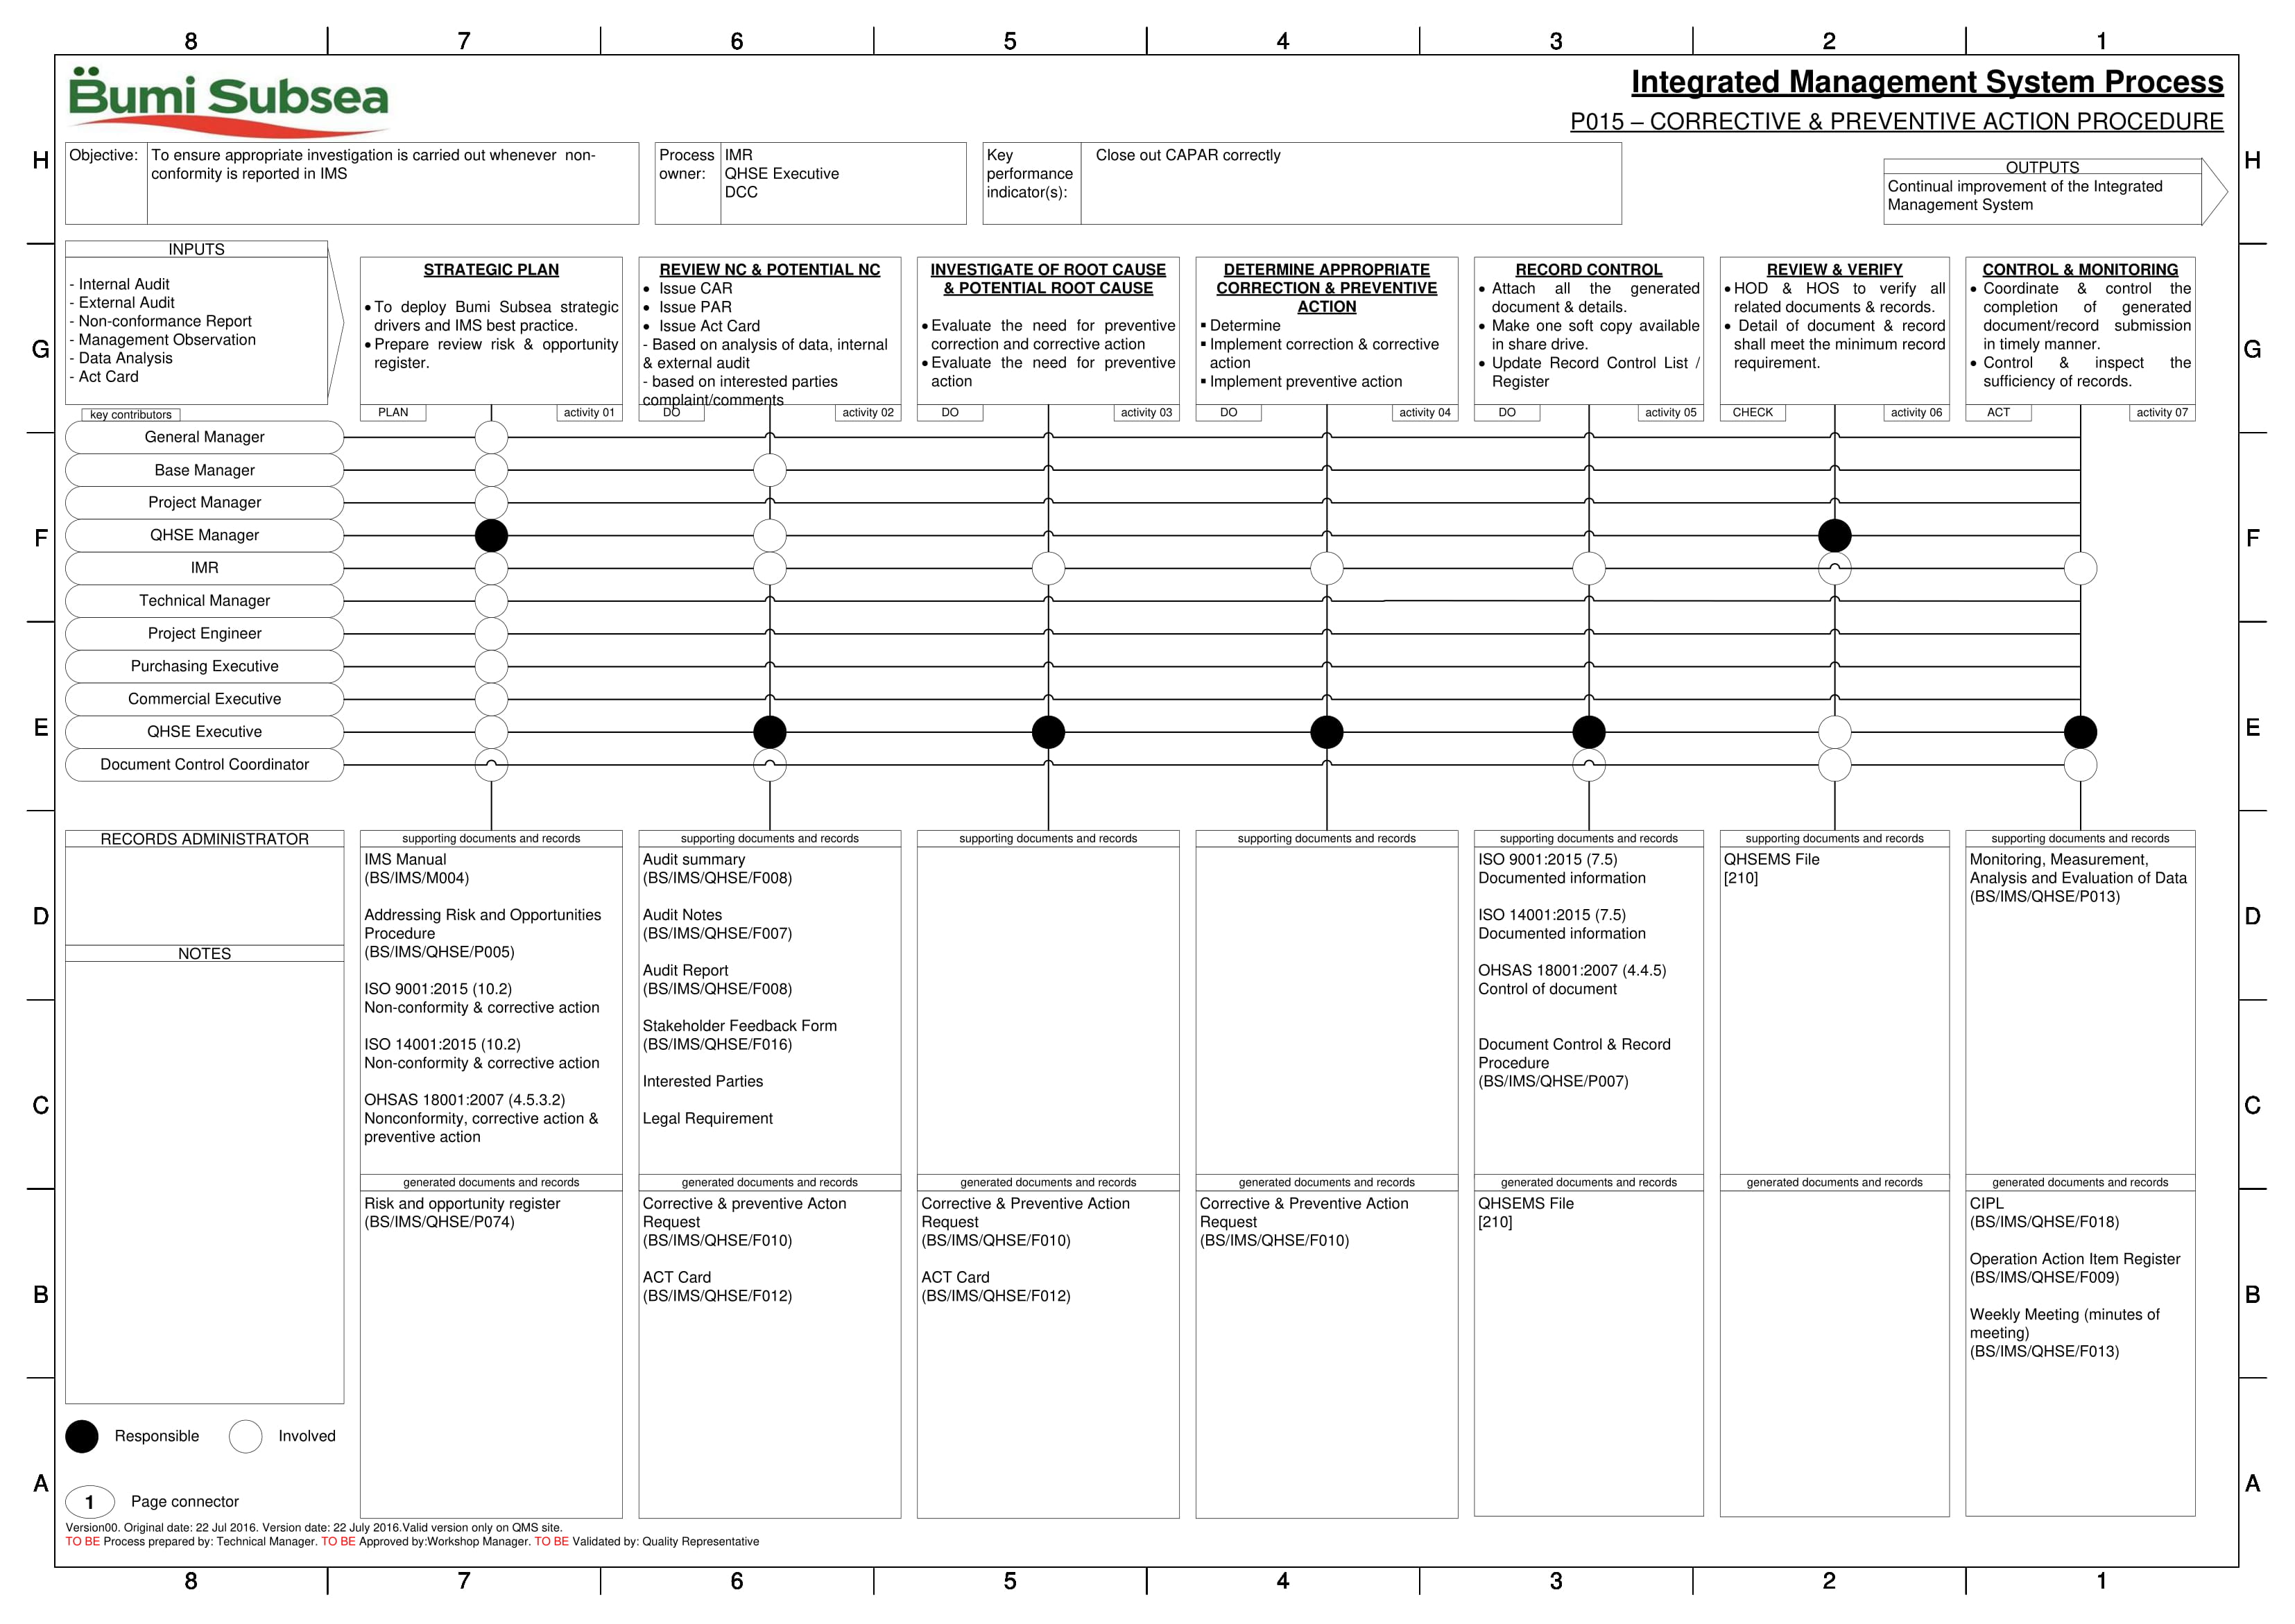 8 7 6 5 4 3 2 1
Bumi Subsea
Integrated Management System Process
P015 – CORRECTIVE & PREVENTIVE ACTION PROCEDURE
H
H
Objective:
To ensure appropriate investigation is carried out whenever non-
conformity is reported in IMS
Process
owner:
IMR
QHSE Executive
DCC
Key
performance
indicator(s):
Close out CAPAR correctly
OUTPUTS
Continual improvement of the Integrated
Management System
INPUTS
- Internal Audit
- External Audit
- Non-conformance Report
- Management Observation
- Data Analysis
- Act Card
G
G
STRATEGIC PLAN
• To deploy Bumi Subsea strategic
drivers and IMS best practice.
• Prepare review risk & opportunity
register.
PLAN
activity 01
REVIEW NC & POTENTIAL NC
• Issue CAR
• Issue PAR
• Issue Act Card
- Based on analysis of data, internal
& external audit
- based on interested parties
complaint/comments
DO
activity 02
INVESTIGATE OF ROOT CAUSE
& POTENTIAL ROOT CAUSE
• Evaluate the need for preventive
correction and corrective action
• Evaluate the need for preventive
action
DO
activity 03
DETERMINE APPROPRIATE
CORRECTION & PREVENTIVE
ACTION
▪ Determine
▪ Implement correction & corrective
action
▪ Implement preventive action
DO
activity 04
RECORD CONTROL
• Attach all the generated
document & details.
• Make one soft copy available
in share drive.
• Update Record Control List /
Register
DO
activity 05
REVIEW & VERIFY
• HOD & HOS to verify all
related documents & records.
• Detail of document & record
shall meet the minimum record
requirement.
CHECK
activity 06
CONTROL & MONITORING
• Coordinate & control the
completion of generated
document/record submission
in timely manner.
• Control & inspect the
sufficiency of records.
ACT
activity 07
key contributors
General Manager
Base Manager
Project Manager
QHSE Manager
IMR
Technical Manager
Project Engineer
Purchasing Executive
Commercial Executive
QHSE Executive
Document Control Coordinator
F
F
E
E
RECORDS ADMINISTRATOR
NOTES
D
D
C
C
supporting documents and records
IMS Manual
(BS/IMS/M004)
Addressing Risk and Opportunities
Procedure
(BS/IMS/QHSE/P005)
ISO 9001:2015 (10.2)
Non-conformity & corrective action
ISO 14001:2015 (10.2)
Non-conformity & corrective action
OHSAS 18001:2007 (4.5.3.2)
Nonconformity, corrective action &
preventive action
supporting documents and records
Audit summary
(BS/IMS/QHSE/F008)
Audit Notes
(BS/IMS/QHSE/F007)
Audit Report
(BS/IMS/QHSE/F008)
Stakeholder Feedback Form
(BS/IMS/QHSE/F016)
Interested Parties
Legal Requirement
supporting documents and records
supporting documents and records
supporting documents and records
ISO 9001:2015 (7.5)
Documented information
ISO 14001:2015 (7.5)
Documented information
OHSAS 18001:2007 (4.4.5)
Control of document
Document Control & Record
Procedure
(BS/IMS/QHSE/P007)
supporting documents and records
QHSEMS File
[210]
supporting documents and records
Monitoring, Measurement,
Analysis and Evaluation of Data
(BS/IMS/QHSE/P013)
generated documents and records
Risk and opportunity register
(BS/IMS/QHSE/P074)
generated documents and records
Corrective & preventive Acton
Request
(BS/IMS/QHSE/F010)
ACT Card
(BS/IMS/QHSE/F012)
generated documents and records
Corrective & Preventive Action
Request
(BS/IMS/QHSE/F010)
ACT Card
(BS/IMS/QHSE/F012)
generated documents and records
Corrective & Preventive Action
Request
(BS/IMS/QHSE/F010)
generated documents and records
QHSEMS File
[210]
generated documents and records
generated documents and records
CIPL
(BS/IMS/QHSE/F018)
Operation Action Item Register
(BS/IMS/QHSE/F009)
Weekly Meeting (minutes of
meeting)
(BS/IMS/QHSE/F013)
B
B
Responsible
Involved
A
A
1 Page connector
Version00. Original date: 22 Jul 2016. Version date: 22 July 2016.Valid version only on QMS site.
TO BE Process prepared by: Technical Manager. TO BE Approved by:Workshop Manager. TO BE Validated by: Quality Representative
8 7 6 5 4 3 2 1